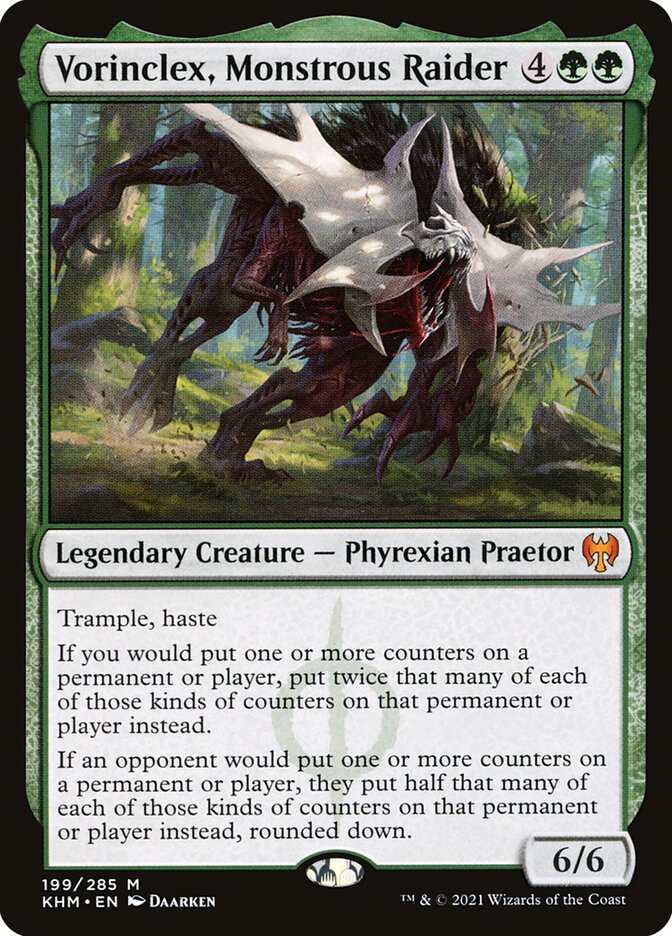 Vorinclex, Monstrous Raider 4
Legendary Creature — Phyrexian Praetor
Trample, haste
If you would put one or more counters on a
permanent or player, put twice that many of each
of those kinds of counters on that permanent or
player instead.
If an opponent would put one or more counters on
a permanent or player, they put half that many of
each of those kinds of counters on that permanent
or player instead, rounded down.
6/6
199/285 M
KHM • EN Daarken
™ & © 2021 Wizards of the Coast